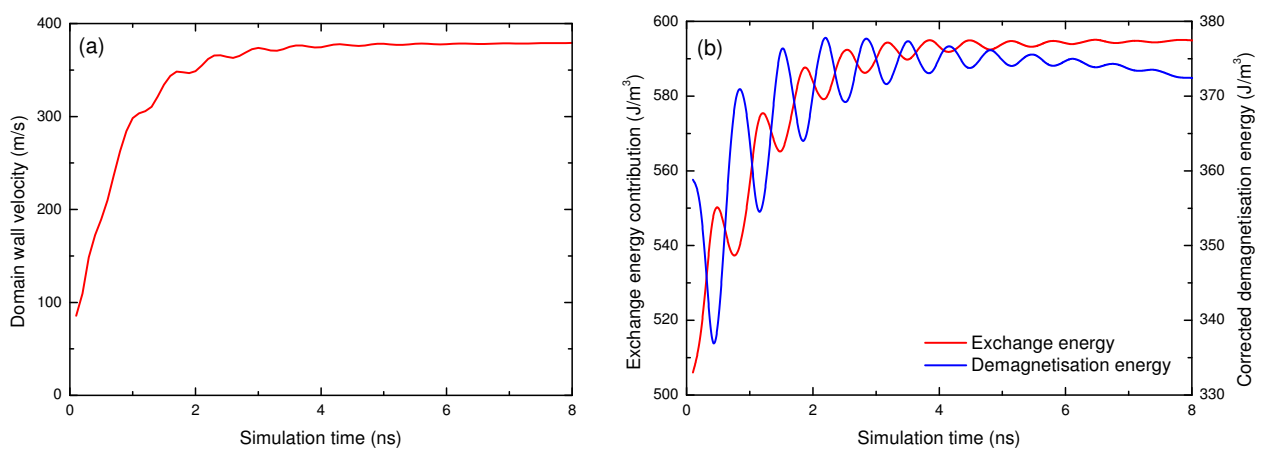 (a)
400
300
200
100
0
0 2 4 6 8
Domain wall velocity (m/s)
Simulation time (ns)
(b)
600
580
560
540
520
500
380
370
360
350
340
330
0 2 4 6 8
Exchange energy contribution (J/m³)
Corrected demagnetisation energy (J/m³)
Exchange energy
Demagnetisation energy
Simulation time (ns)